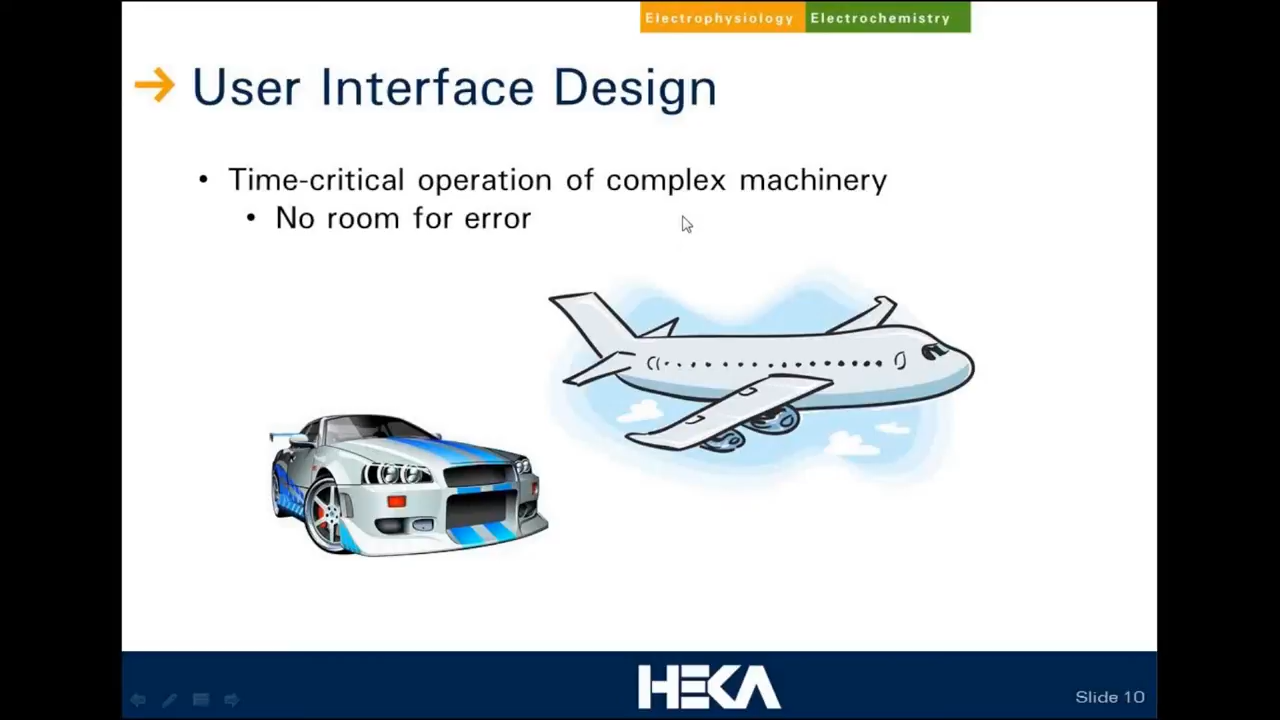 Electrophysiology Electrochemistry
→ User Interface Design
• Time-critical operation of complex machinery
• No room for error
HEKA
Slide 10